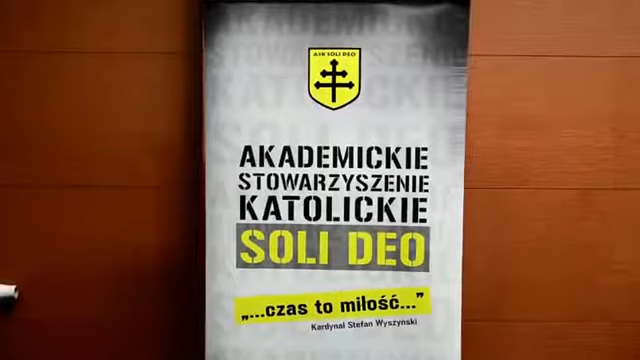 ASK SOLI DEO
AKADEMICKIE
STOWARZYSZENIE
KATOLICKIE
SOLI DEO
„...czas to miłość..."
Kardynał Stefan Wyszyński